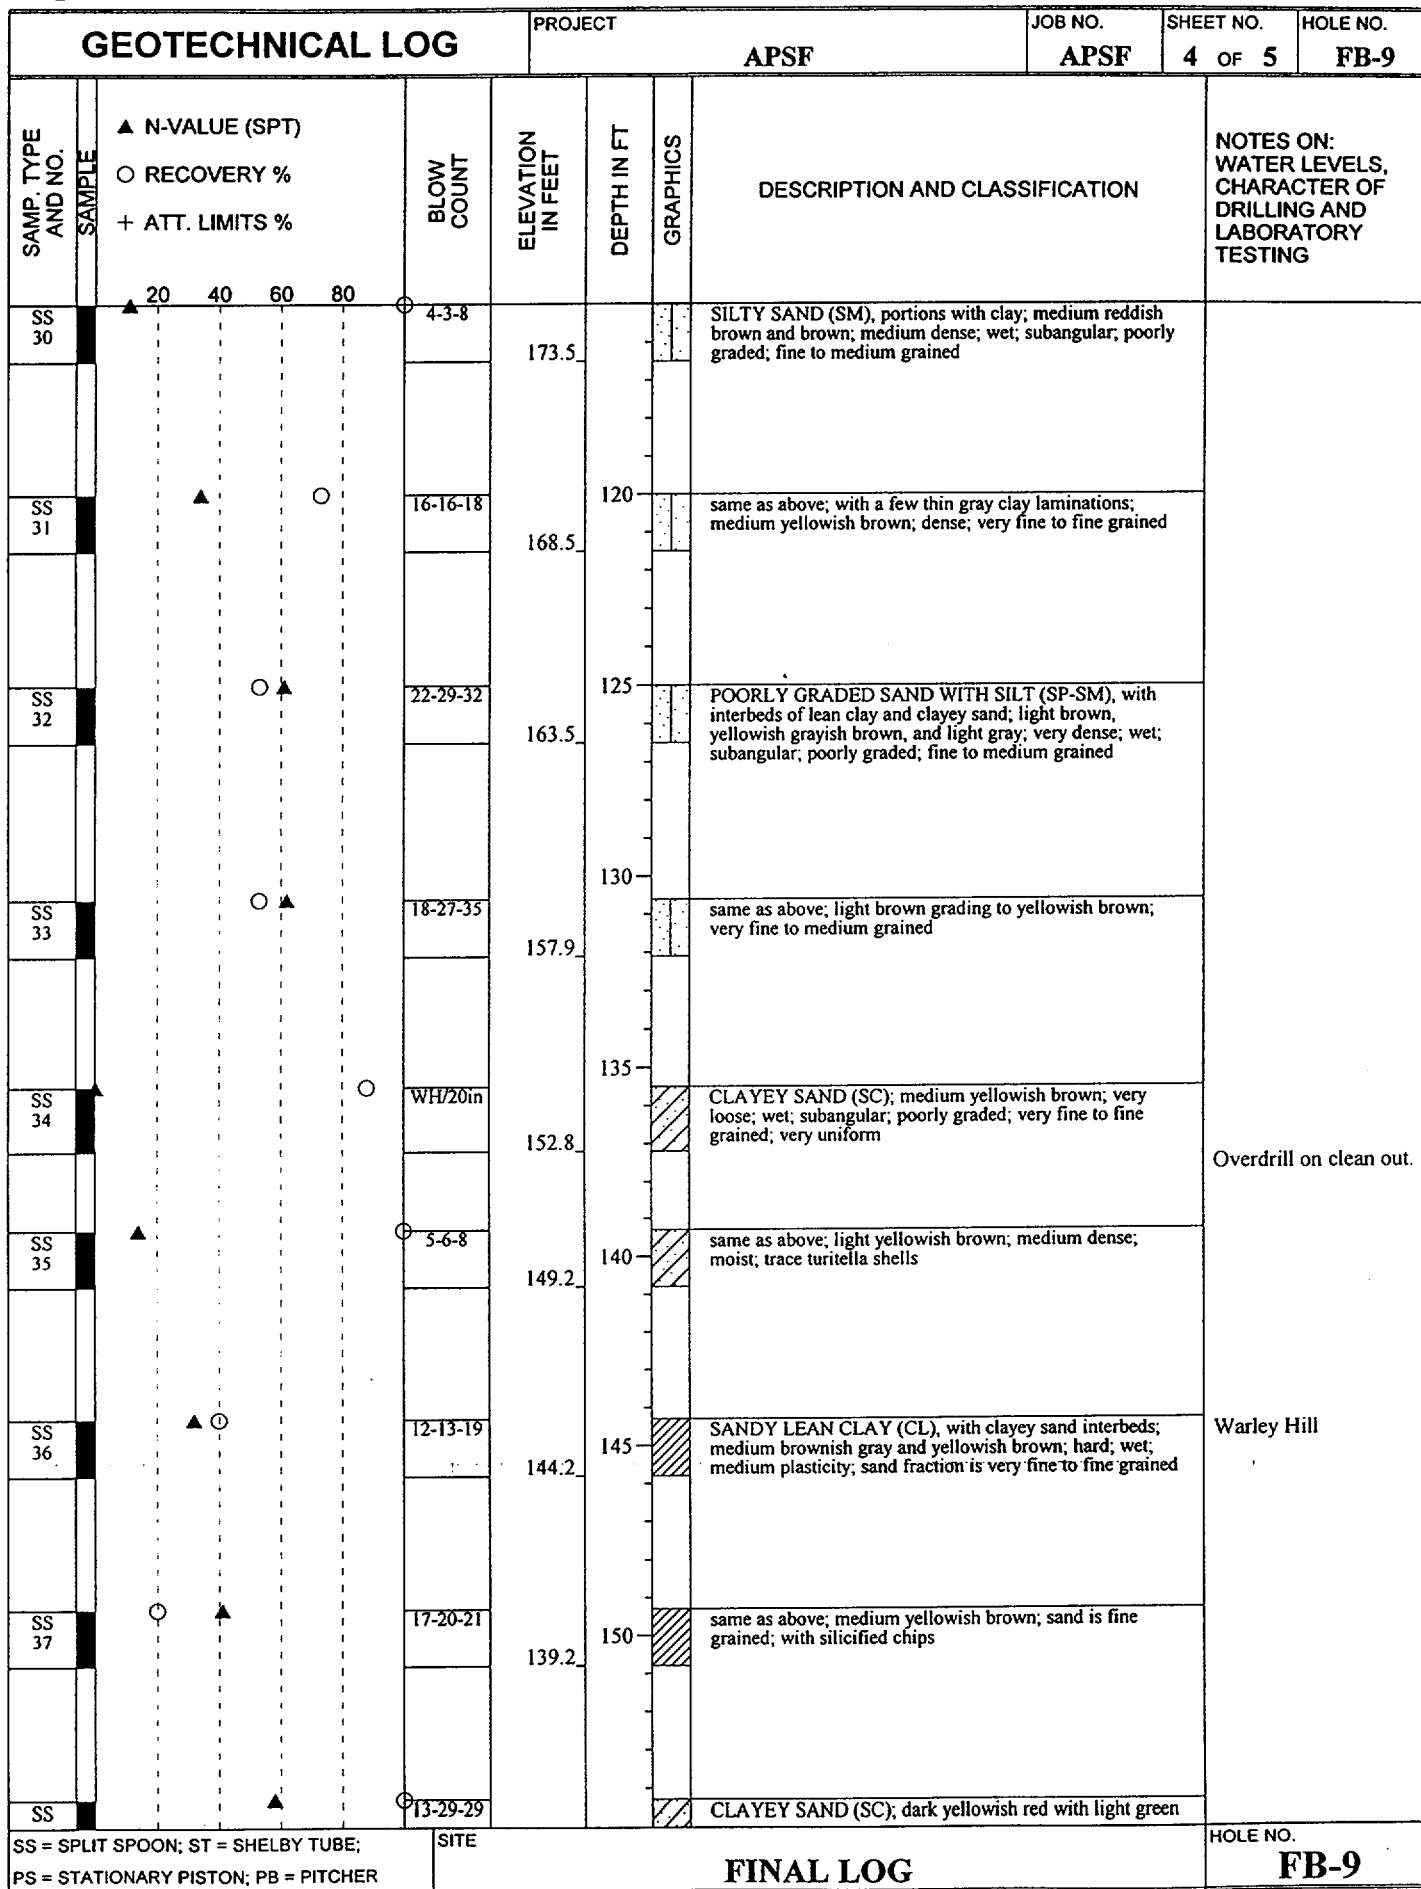 GEOTECHNICAL LOG
PROJECT
APSF
JOB NO.
APSF
SHEET NO.
4 OF 5
HOLE NO.
FB-9
SAMP. TYPE
AND NO.
SAMPLE
▲ N-VALUE (SPT)
○ RECOVERY %
+ ATT. LIMITS %
BLOW
COUNT
ELEVATION
IN FEET
DEPTH IN FT
GRAPHICS
DESCRIPTION AND CLASSIFICATION
NOTES ON:
WATER LEVELS,
CHARACTER OF
DRILLING AND
LABORATORY
TESTING
20 40 60 80
SS
30
4-3-8
173.5
SILTY SAND (SM), portions with clay; medium reddish
brown and brown; medium dense; wet; subangular; poorly
graded; fine to medium grained
SS
31
16-16-18
168.5
120
same as above; with a few thin gray clay laminations;
medium yellowish brown; dense; very fine to fine grained
SS
32
22-29-32
163.5
125
POORLY GRADED SAND WITH SILT (SP-SM), with
interbeds of lean clay and clayey sand; light brown,
yellowish grayish brown, and light gray; very dense; wet;
subangular; poorly graded; fine to medium grained
130
SS
33
18-27-35
157.9
same as above; light brown grading to yellowish brown;
very fine to medium grained
135
SS
34
WH/20in
152.8
CLAYEY SAND (SC); medium yellowish brown; very
loose; wet; subangular; poorly graded; very fine to fine
grained; very uniform
Overdrill on clean out.
SS
35
5-6-8
149.2
140
same as above; light yellowish brown; medium dense;
moist; trace turitella shells
SS
36
12-13-19
144.2
145
SANDY LEAN CLAY (CL), with clayey sand interbeds;
medium brownish gray and yellowish brown; hard; wet;
medium plasticity; sand fraction is very fine to fine grained
Warley Hill
SS
37
17-20-21
139.2
150
same as above; medium yellowish brown; sand is fine
grained; with silicified chips
SS
13-29-29
CLAYEY SAND (SC); dark yellowish red with light green
SS = SPLIT SPOON; ST = SHELBY TUBE;
PS = STATIONARY PISTON; PB = PITCHER
SITE
FINAL LOG
HOLE NO.
FB-9